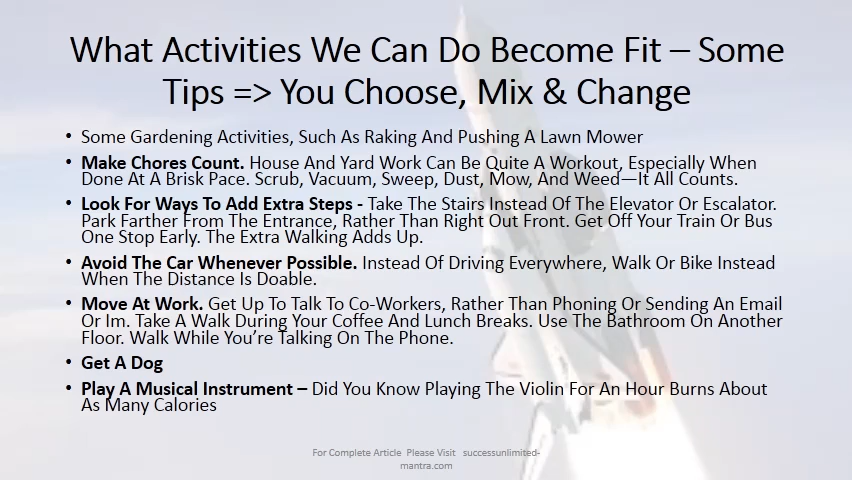 What Activities We Can Do Become Fit – Some
Tips => You Choose, Mix & Change
• Some Gardening Activities, Such As Raking And Pushing A Lawn Mower
• Make Chores Count. House And Yard Work Can Be Quite A Workout, Especially When
Done At A Brisk Pace. Scrub, Vacuum, Sweep, Dust, Mow, And Weed—It All Counts.
• Look For Ways To Add Extra Steps - Take The Stairs Instead Of The Elevator Or Escalator.
Park Farther From The Entrance, Rather Than Right Out Front. Get Off Your Train Or Bus
One Stop Early. The Extra Walking Adds Up.
• Avoid The Car Whenever Possible. Instead Of Driving Everywhere, Walk Or Bike Instead
When The Distance Is Doable.
• Move At Work. Get Up To Talk To Co-Workers, Rather Than Phoning Or Sending An Email
Or Im. Take A Walk During Your Coffee And Lunch Breaks. Use The Bathroom On Another
Floor. Walk While You’re Talking On The Phone.
• Get A Dog
• Play A Musical Instrument – Did You Know Playing The Violin For An Hour Burns About
As Many Calories
For Complete Article Please Visit successunlimited-
mantra.com